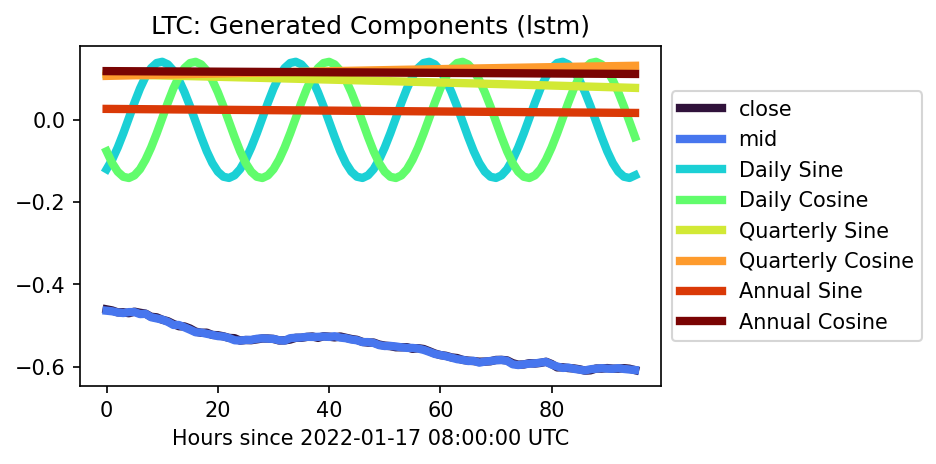 LTC: Generated Components (lstm)
0.0
−0.2
−0.4
−0.6
0
20
40
60
80
Hours since 2022-01-17 08:00:00 UTC
close
mid
Daily Sine
Daily Cosine
Quarterly Sine
Quarterly Cosine
Annual Sine
Annual Cosine